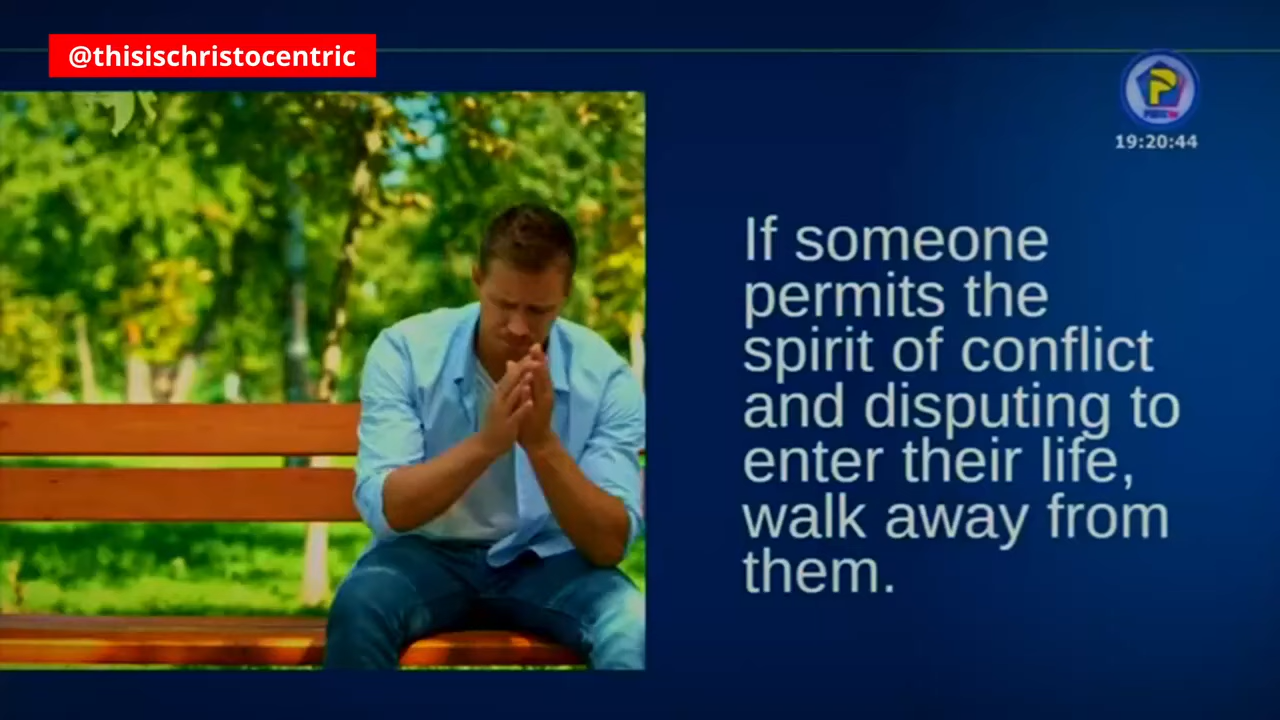 @thisischristocentric
P
19:20:44
If someone
permits the
spirit of conflict
and disputing to
enter their life,
walk away from
them.